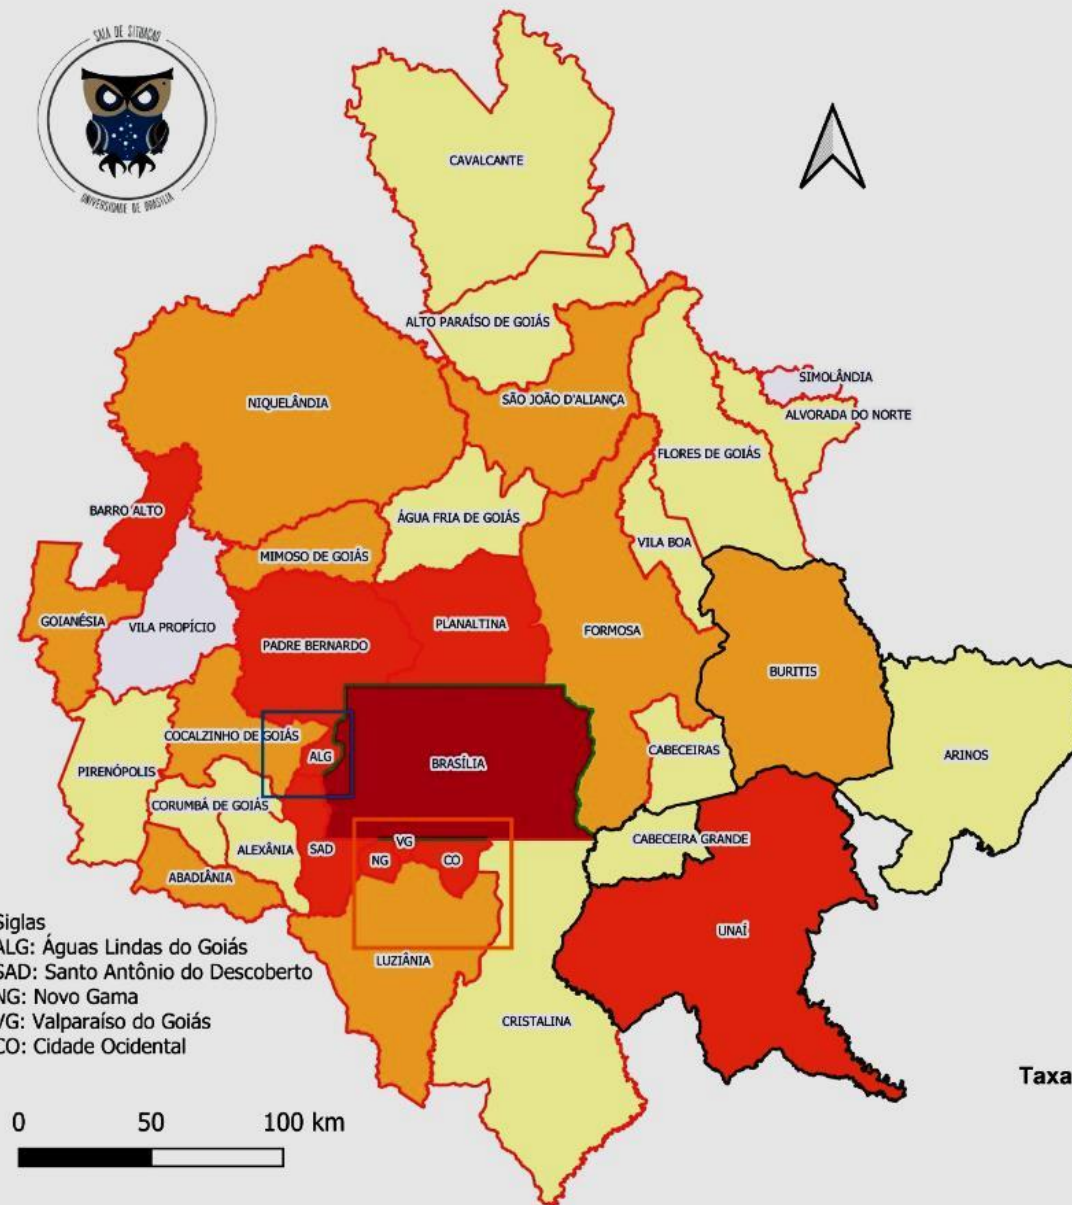 SALA DE SITUAÇÃO
UNIVERSIDADE DE BRASÍLIA
CAVALCANTE
ALTO PARAÍSO DE GOIÁS
SIMOLÂNDIA
NIQUELÂNDIA
SÃO JOÃO D'ALIANÇA
ALVORADA DO NORTE
FLORES DE GOIÁS
BARRO ALTO
ÁGUA FRIA DE GOIÁS
VILA BOA
MIMOSO DE GOIÁS
GOIANÉSIA
VILA PROPÍCIO
PLANALTINA
FORMOSA
PADRE BERNARDO
BURITIS
COCALZINHO DE GOIÁS
CABECEIRAS
ARINOS
PIRENÓPOLIS
ALG
BRASÍLIA
CORUMBÁ DE GOIÁS
CABECEIRA GRANDE
ALEXÂNIA
SAD
VG
NG
CO
ABADIÂNIA
UNAÍ
LUZIÂNIA
CRISTALINA
Siglas
ALG: Águas Lindas do Goiás
SAD: Santo Antônio do Descoberto
NG: Novo Gama
VG: Valparaíso do Goiás
CO: Cidade Ocidental
Taxa
0 50 100 km